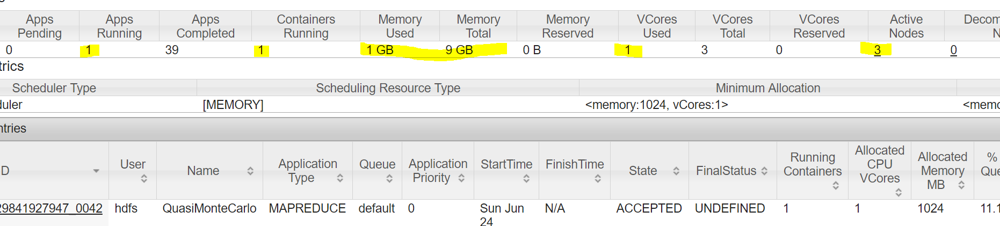 Apps Pending Apps Running Apps Completed Containers Running Memory Used Memory Total Memory Reserved VCores Used VCores Total VCores Reserved Active Nodes Decom N
0 1 39 1 1 GB 9 GB 0 B 1 3 0 3 0
trics
Scheduler Type Scheduling Resource Type Minimum Allocation
duler [MEMORY] <memory:1024, vCores:1> <memo
ntries
D User Name Application Type Queue Application Priority StartTime FinishTime State FinalStatus Running Containers Allocated CPU VCores Allocated Memory MB % Que
29841927947_0042 hdfs QuasiMonteCarlo MAPREDUCE default 0 Sun Jun 24 N/A ACCEPTED UNDEFINED 1 1 1024 11.1